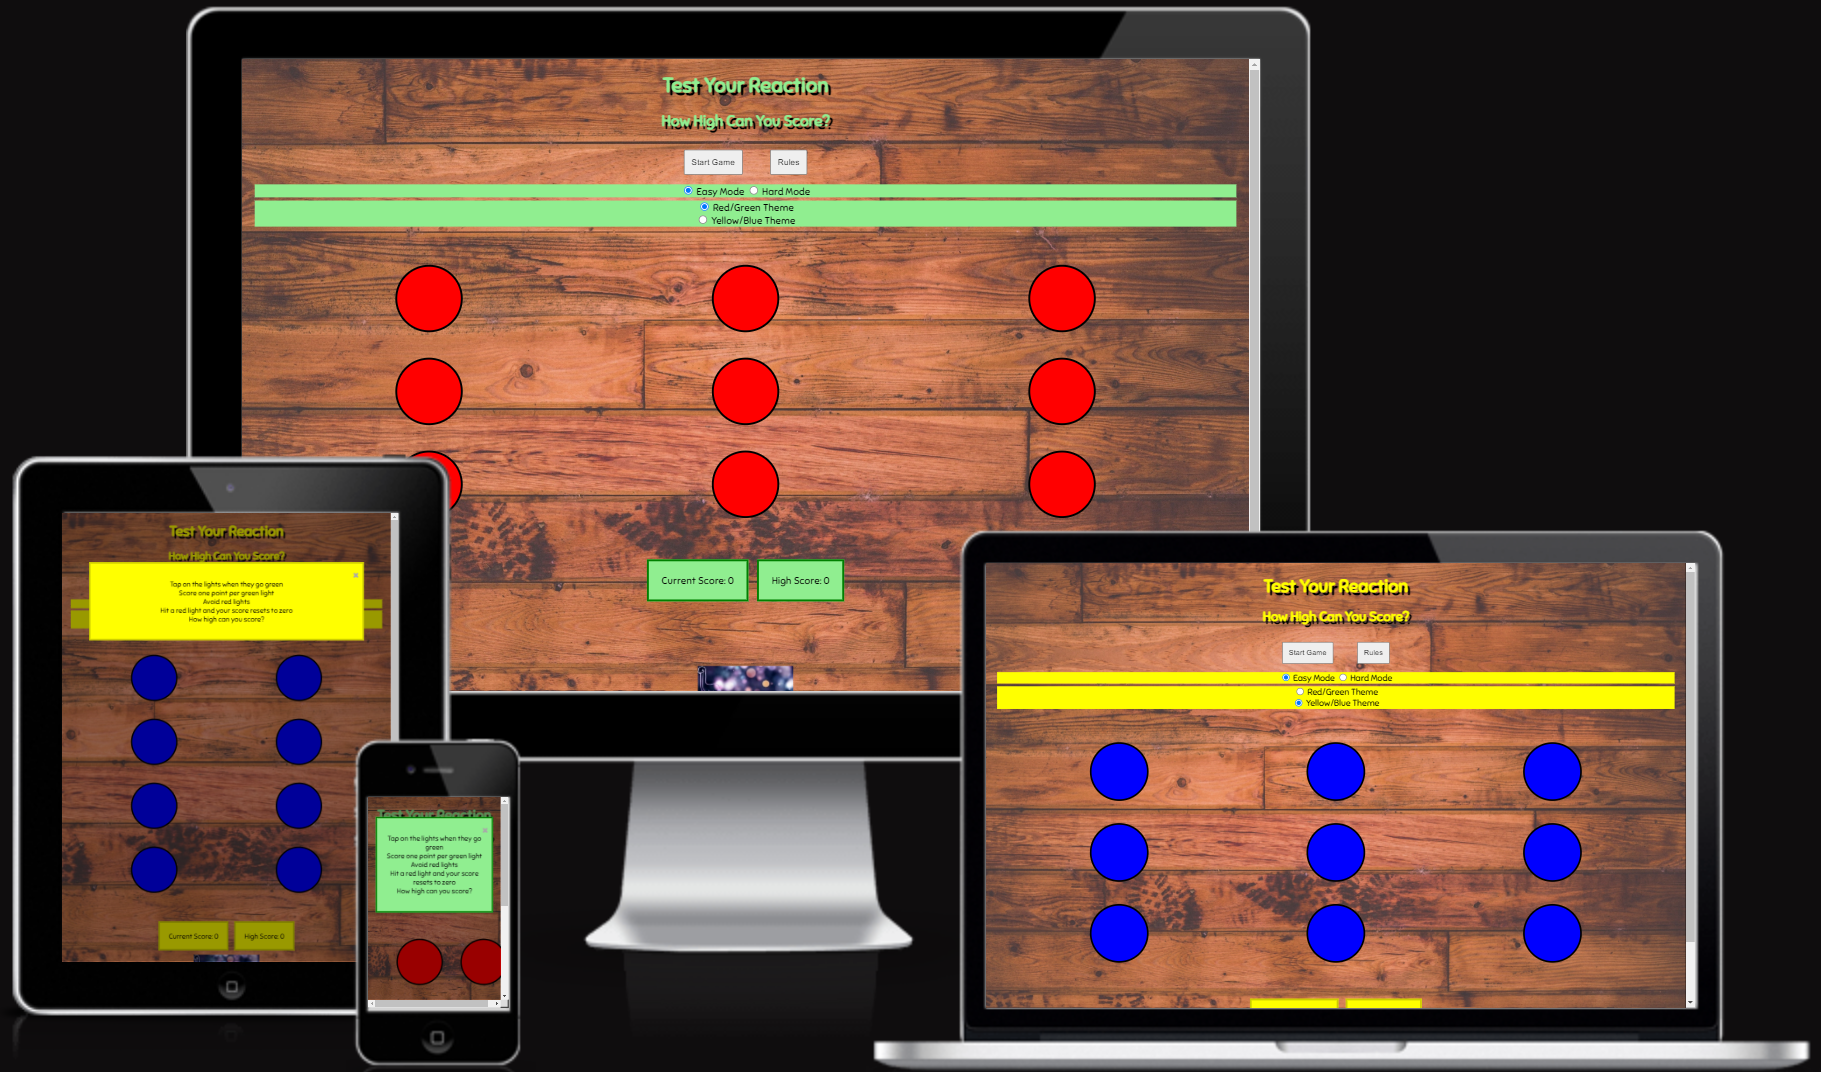 Test Your Reaction
How High Can You Score?
Start Game Rules
Easy Mode Hard Mode
Red/Green Theme
Yellow/Blue Theme
Current Score: 0 High Score: 0
Test Your Reaction
How High Can You Score?
×
Tap on the lights when they go green
Score one point per green light
Avoid red lights
Hit a red light and your score resets to zero
How high can you score?
Current Score: 0 High Score: 0
Test Your Reaction
×
Tap on the lights when they go
green
Score one point per green light
Avoid red lights
Hit a red light and your score
resets to zero
How high can you score?
Test Your Reaction
How High Can You Score?
Start Game Rules
Easy Mode Hard Mode
Red/Green Theme
Yellow/Blue Theme